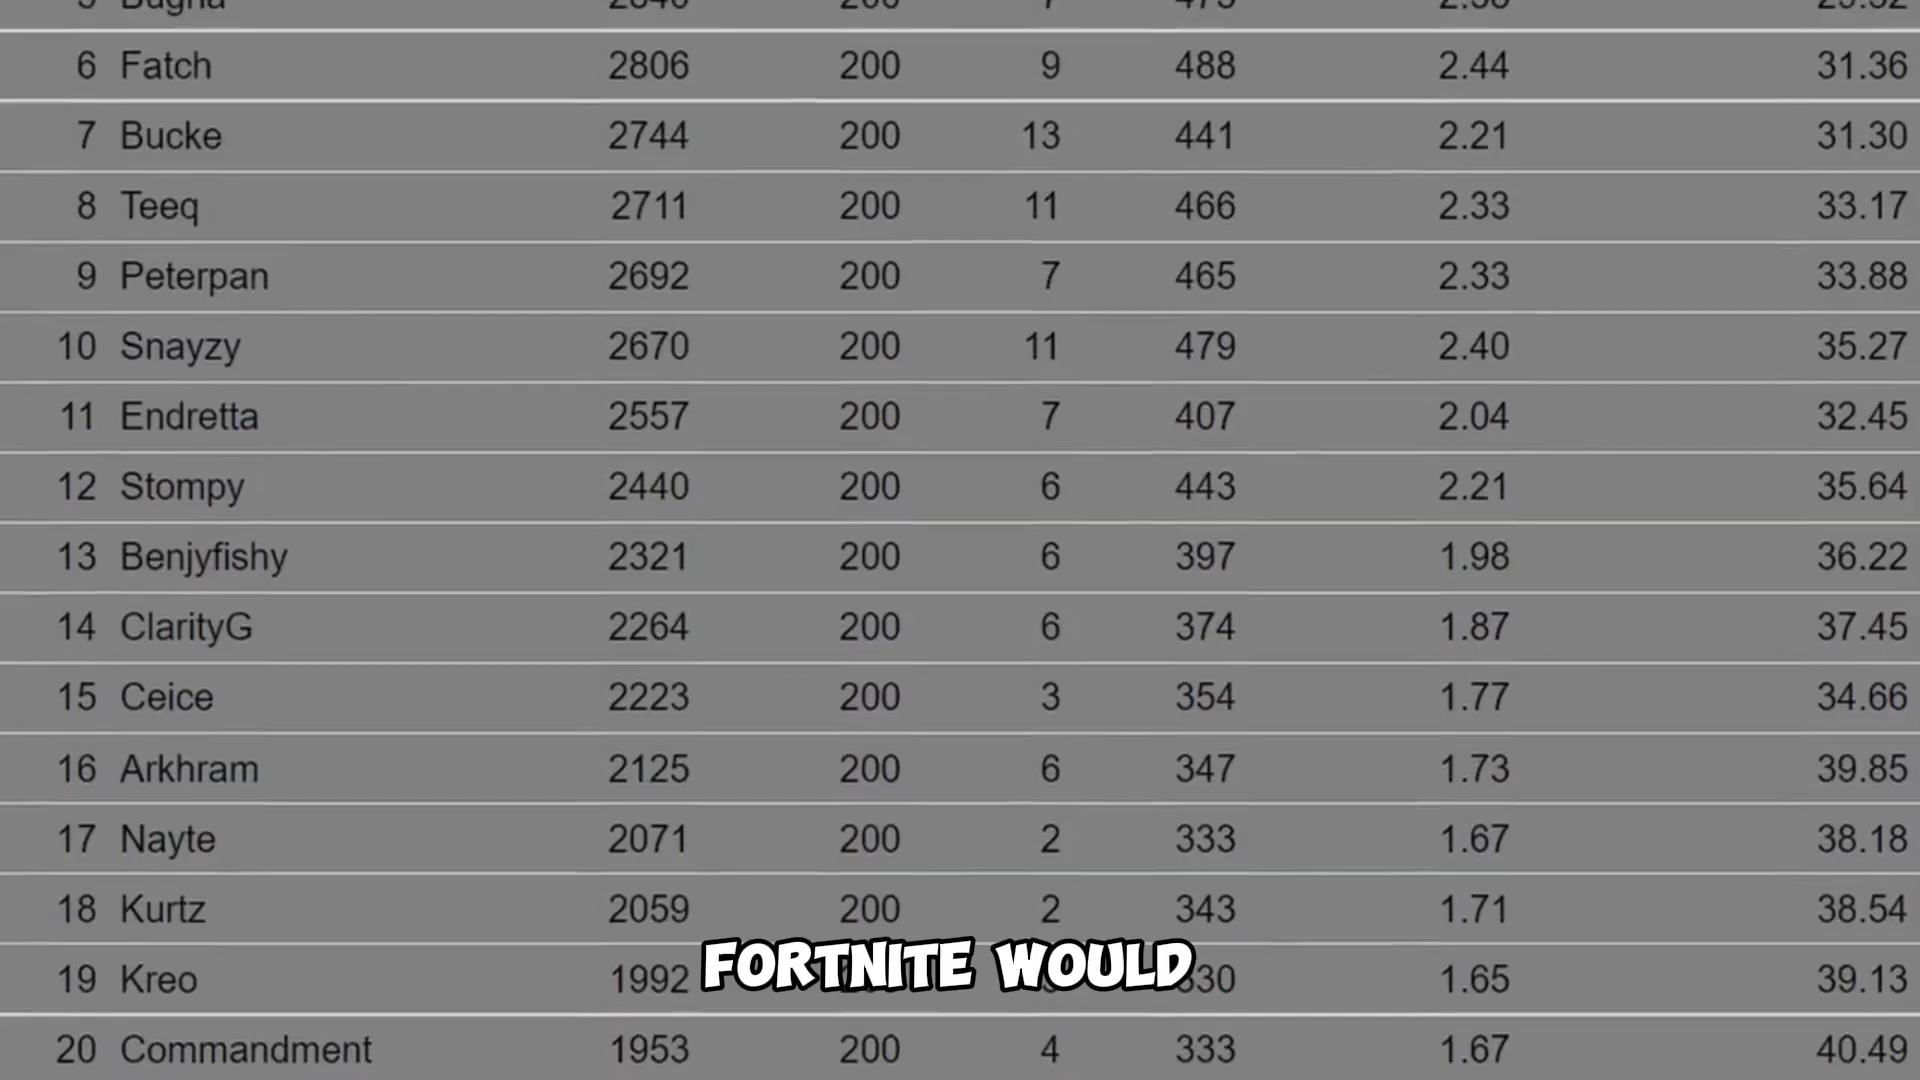 6 Fatch 2806 200 9 488 2.44 31.36
7 Bucke 2744 200 13 441 2.21 31.30
8 Teeq 2711 200 11 466 2.33 33.17
9 Peterpan 2692 200 7 465 2.33 33.88
10 Snayzy 2670 200 11 479 2.40 35.27
11 Endretta 2557 200 7 407 2.04 32.45
12 Stompy 2440 200 6 443 2.21 35.64
13 Benjyfishy 2321 200 6 397 1.98 36.22
14 ClarityG 2264 200 6 374 1.87 37.45
15 Ceice 2223 200 3 354 1.77 34.66
16 Arkhram 2125 200 6 347 1.73 39.85
17 Nayte 2071 200 2 333 1.67 38.18
18 Kurtz 2059 200 2 343 1.71 38.54
FORTNITE WOULD
19 Kreo 1992 1.65 39.13
20 Commandment 1953 200 4 333 1.67 40.49